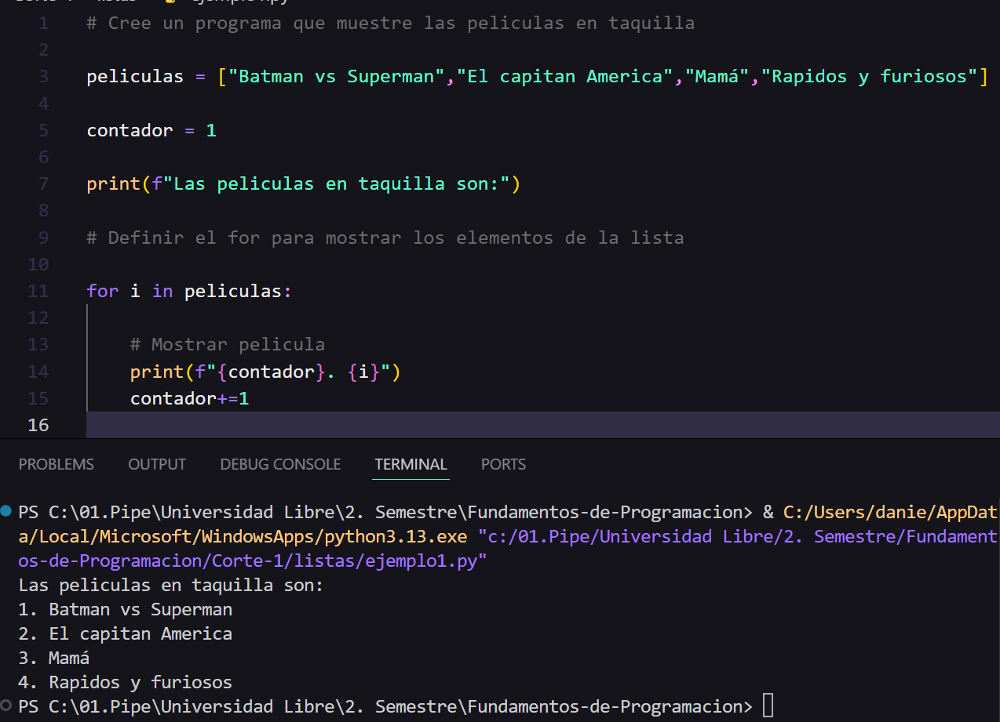 1 # Cree un programa que muestre las peliculas en taquilla
2
3 peliculas = ["Batman vs Superman","El capitan America","Mamá","Rapidos y furiosos"]
4
5 contador = 1
6
7 print(f"Las peliculas en taquilla son:")
8
9 # Definir el for para mostrar los elementos de la lista
10
11 for i in peliculas:
12
13 # Mostrar pelicula
14 print(f"{contador}. {i}")
15 contador+=1
16
PROBLEMS OUTPUT DEBUG CONSOLE TERMINAL PORTS
PS C:\01.Pipe\Universidad Libre\2. Semestre\Fundamentos-de-Programacion> & C:/Users/danie/AppDat
a/Local/Microsoft/WindowsApps/python3.13.exe "c:/01.Pipe/Universidad Libre/2. Semestre/Fundament
os-de-Programacion/Corte-1/listas/ejemplo1.py"
Las peliculas en taquilla son:
1. Batman vs Superman
2. El capitan America
3. Mamá
4. Rapidos y furiosos
PS C:\01.Pipe\Universidad Libre\2. Semestre\Fundamentos-de-Programacion>